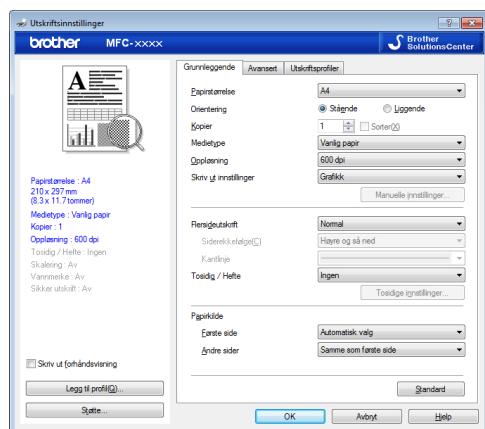 Utskriftsinnstillinger
brother MFC-xxxx
Brother
SolutionsCenter
Grunnleggende Avansert Utskriftsprofiler
Papirstørrelse A4
Orientering Stående Liggende
Kopier 1 Sorter(X)
Medietype Vanlig papir
Oppløsning 600 dpi
Skriv ut innstillinger Grafikk
Manuelle innstillinger...
Flersideutskrift Normal
Siderekkefølge(C) Høyre og så ned
Kantlinje
Tosidig / Hefte Ingen
Tosidige innstillinger...
Papirkilde
Første side Automatisk valg
Andre sider Samme som første side
Standard
ABC
Papirstørrelse : A4
210 x 297 mm
(8.3 x 11.7 tommer)
Medietype : Vanlig papir
Kopier : 1
Oppløsning : 600 dpi
Tosidig / Hefte : Ingen
Skalering : Av
Vannmerke : Av
Sikker utskrift : Av
Skriv ut forhåndsvisning
Legg til profil(O)...
Støtte...
OK Avbryt Hjelp